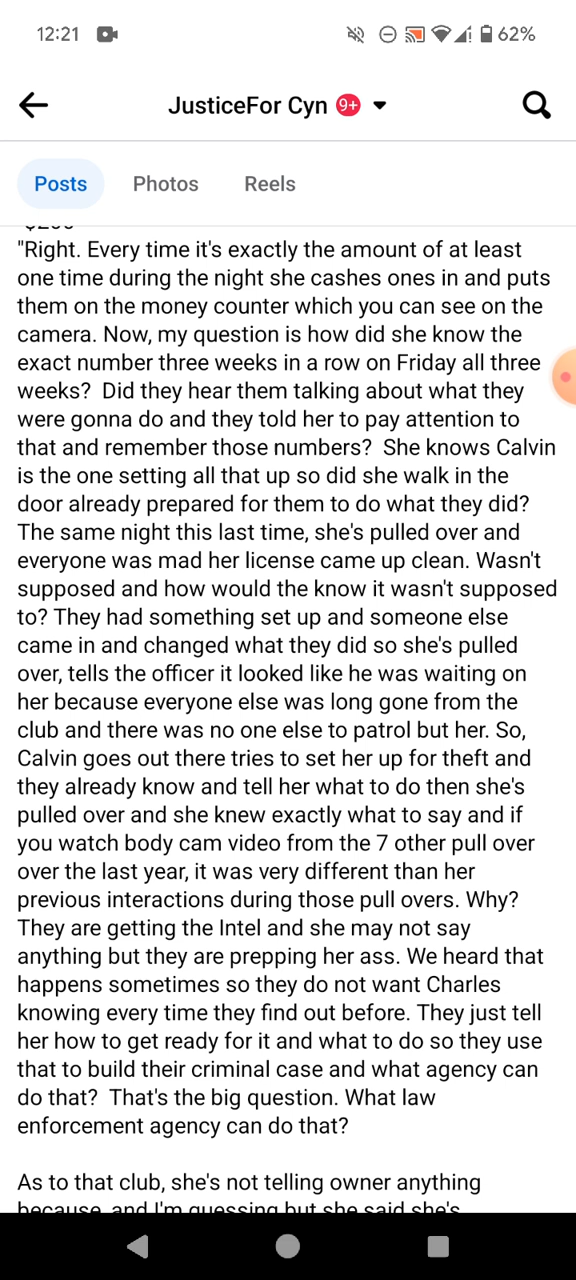 12:21
62%
JusticeFor Cyn 9+
Posts
Photos
Reels
"Right. Every time it's exactly the amount of at least
one time during the night she cashes ones in and puts
them on the money counter which you can see on the
camera. Now, my question is how did she know the
exact number three weeks in a row on Friday all three
weeks?  Did they hear them talking about what they
were gonna do and they told her to pay attention to
that and remember those numbers?  She knows Calvin
is the one setting all that up so did she walk in the
door already prepared for them to do what they did?
The same night this last time, she's pulled over and
everyone was mad her license came up clean. Wasn't
supposed and how would the know it wasn't supposed
to? They had something set up and someone else
came in and changed what they did so she's pulled
over, tells the officer it looked like he was waiting on
her because everyone else was long gone from the
club and there was no one else to patrol but her. So,
Calvin goes out there tries to set her up for theft and
they already know and tell her what to do then she's
pulled over and she knew exactly what to say and if
you watch body cam video from the 7 other pull over
over the last year, it was very different than her
previous interactions during those pull overs. Why?
They are getting the Intel and she may not say
anything but they are prepping her ass. We heard that
happens sometimes so they do not want Charles
knowing every time they find out before. They just tell
her how to get ready for it and what to do so they use
that to build their criminal case and what agency can
do that?  That's the big question. What law
enforcement agency can do that?
As to that club, she's not telling owner anything
because, and I'm guessing but she said she's